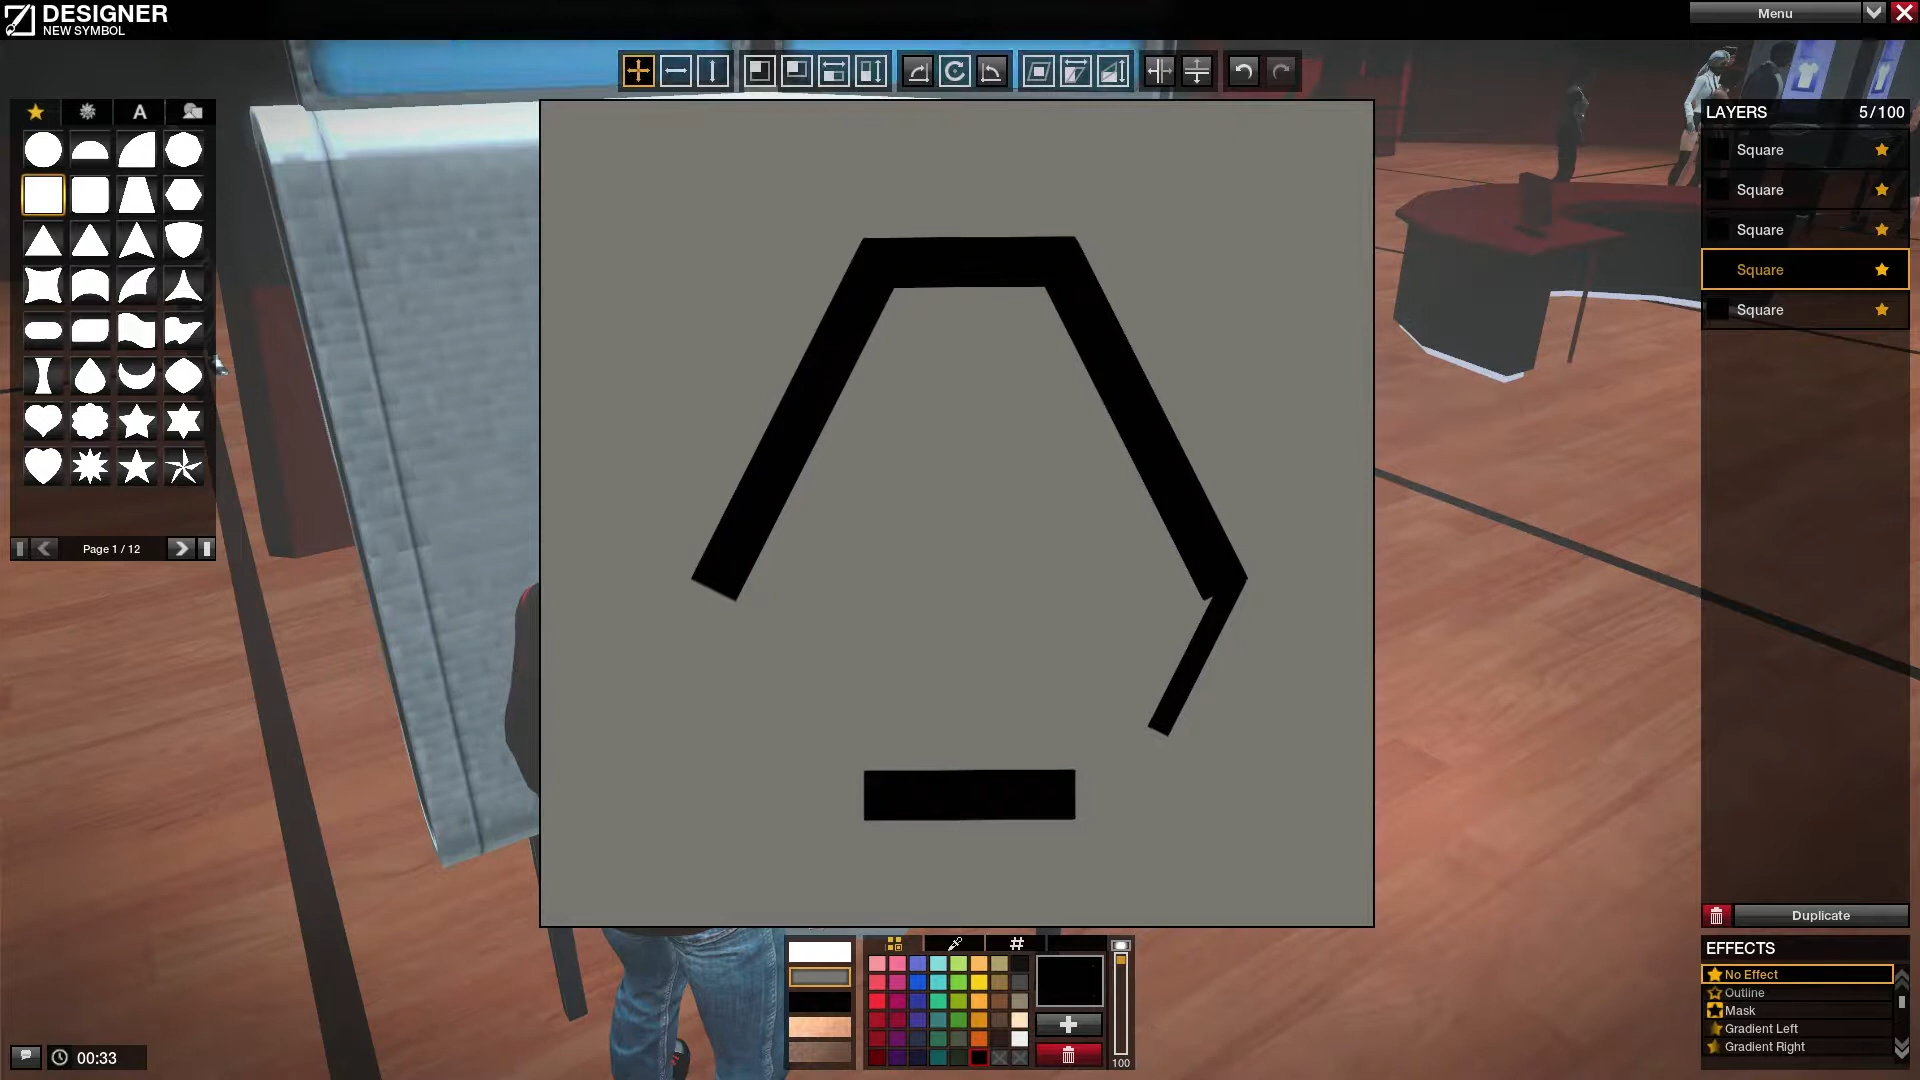 DESIGNER
NEW SYMBOL
Menu
A
LAYERS 5/100
Square
Square
Square
Square
Square
Page 1 / 12
Duplicate
EFFECTS
No Effect
Outline
Mask
Gradient Left
Gradient Right
#
100
00:33